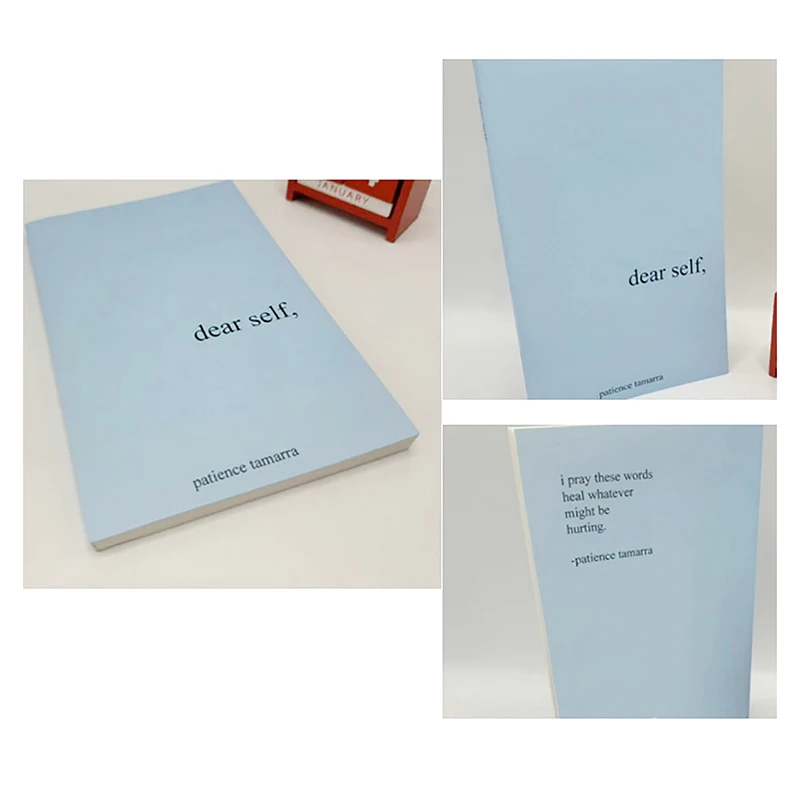 JANUARY
dear self,
patience tamarra
dear self,
patience tamarra
i pray these words
heal whatever
might be
hurting.
-patience tamarra